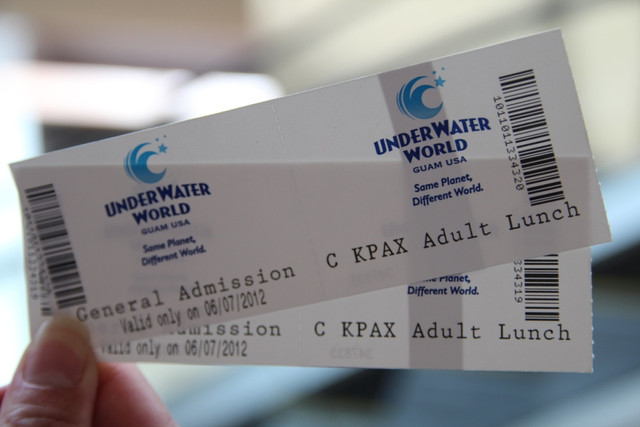 UNDERWATER
WORLD
GUAM USA
Same Planet,
Different World.
General Admission
Valid only on 06/07/2012
UNDERWATER
WORLD
GUAM USA
Same Planet,
Different World.
C KPAX Adult Lunch
1011011334320
Admission
Valid only on 06/07/2012
Different World.
C KPAX Adult Lunch
334319